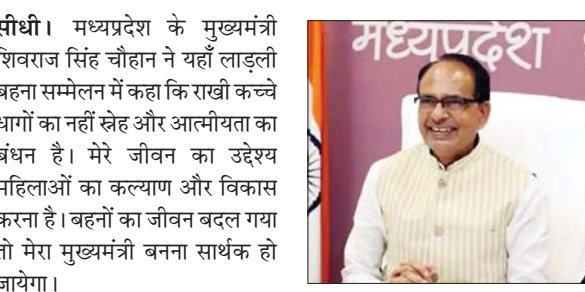 सीधी। मध्यप्रदेश के मुख्यमंत्री
शिवराज सिंह चौहान ने यहाँ लाड़ली
बहना सम्मेलन में कहा कि राखी कच्चे
धागों का नहीं स्नेह और आत्मीयता का
बंधन है। मेरे जीवन का उद्देश्य
महिलाओं का कल्याण और विकास
करना है। बहनों का जीवन बदल गया
तो मेरा मुख्यमंत्री बनना सार्थक हो
जायेगा।
मध्यप्रदेश